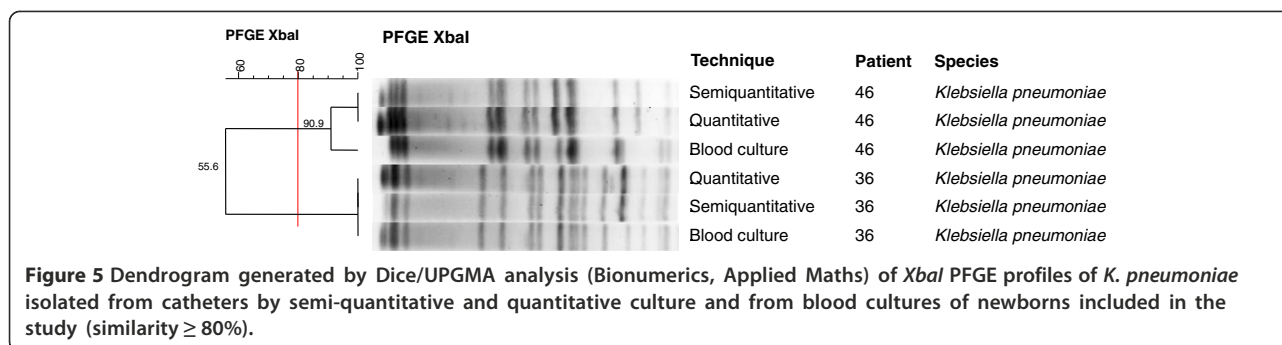 PFGE XbaI PFGE XbaI
60 80 100
Technique Patient Species
Semiquantitative 46 Klebsiella pneumoniae
90.9 Quantitative 46 Klebsiella pneumoniae
Blood culture 46 Klebsiella pneumoniae
55.6 Quantitative 36 Klebsiella pneumoniae
Semiquantitative 36 Klebsiella pneumoniae
Blood culture 36 Klebsiella pneumoniae
Figure 5 Dendrogram generated by Dice/UPGMA analysis (Bionumerics, Applied Maths) of XbaI PFGE profiles of K. pneumoniae
isolated from catheters by semi-quantitative and quantitative culture and from blood cultures of newborns included in the
study (similarity ≥ 80%).